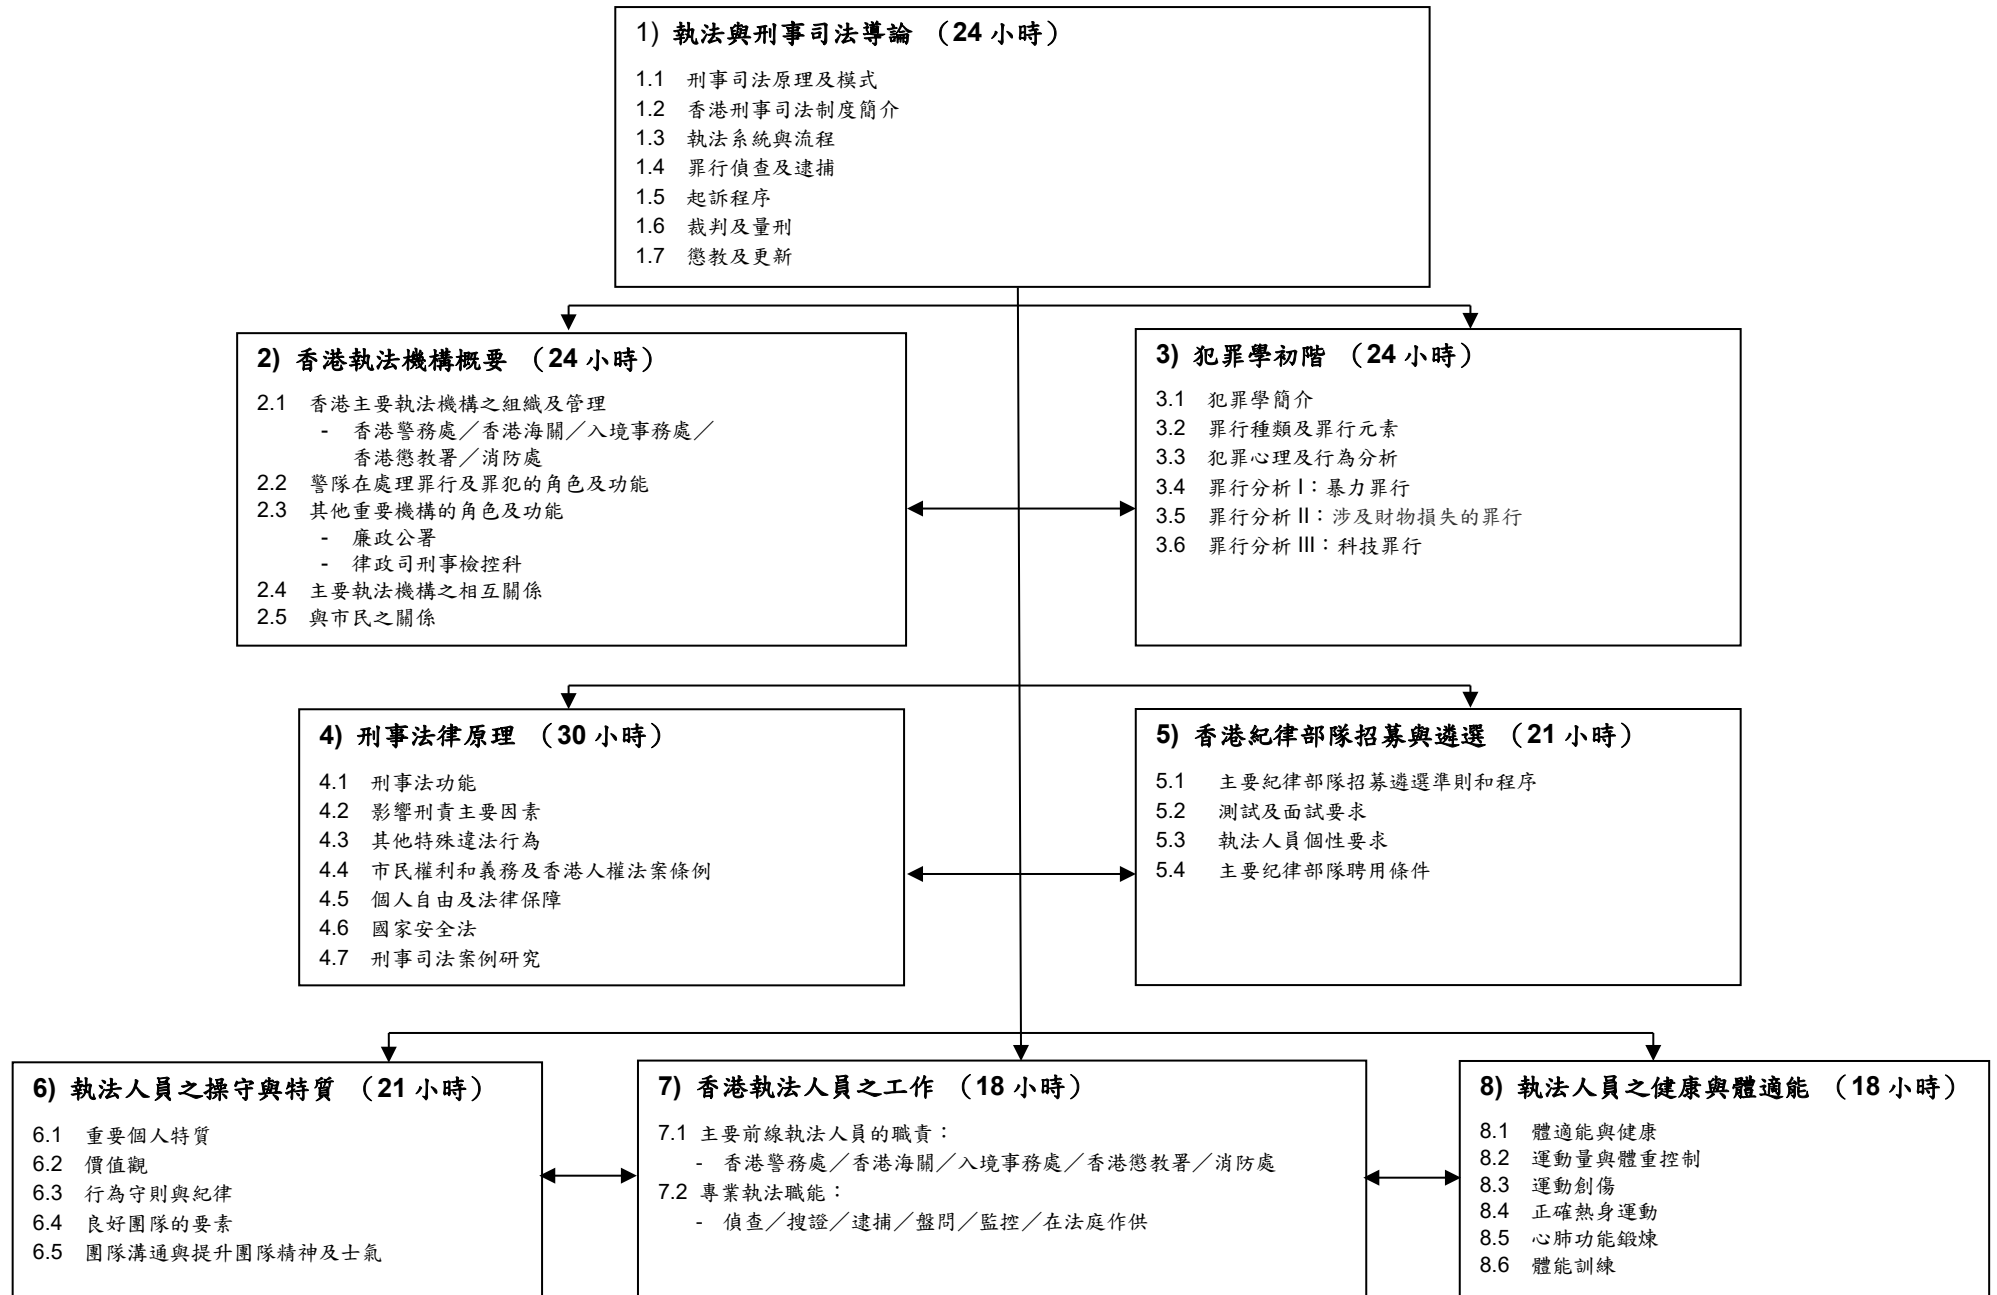 1) 執法與刑事司法導論 （24 小時）
1.1 刑事司法原理及模式
1.2 香港刑事司法制度簡介
1.3 執法系統與流程
1.4 罪行偵查及逮捕
1.5 起訴程序
1.6 裁判及量刑
1.7 懲教及更新
2) 香港執法機構概要 （24 小時）
2.1 香港主要執法機構之組織及管理
- 香港警務處／香港海關／入境事務處／
香港懲教署／消防處
2.2 警隊在處理罪行及罪犯的角色及功能
2.3 其他重要機構的角色及功能
- 廉政公署
- 律政司刑事檢控科
2.4 主要執法機構之相互關係
2.5 與市民之關係
3) 犯罪學初階 （24 小時）
3.1 犯罪學簡介
3.2 罪行種類及罪行元素
3.3 犯罪心理及行為分析
3.4 罪行分析 I：暴力罪行
3.5 罪行分析 II：涉及財物損失的罪行
3.6 罪行分析 III：科技罪行
4) 刑事法律原理 （30 小時）
4.1 刑事法功能
4.2 影響刑責主要因素
4.3 其他特殊違法行為
4.4 市民權利和義務及香港人權法案條例
4.5 個人自由及法律保障
4.6 國家安全法
4.7 刑事司法案例研究
5) 香港紀律部隊招募與遴選 （21 小時）
5.1 主要紀律部隊招募遴選準則和程序
5.2 測試及面試要求
5.3 執法人員個性要求
5.4 主要纪律部隊聘用條件
6) 執法人員之操守與特質 （21 小時）
6.1 重要個人特質
6.2 價值觀
6.3 行為守則與紀律
6.4 良好團隊的要素
6.5 團隊溝通與提升團隊精神及士氣
7) 香港執法人員之工作 （18 小時）
7.1 主要前線執法人員的職責：
- 香港警務處／香港海關／入境事務處／香港懲教署／消防處
7.2 專業執法職能：
- 偵查／搜證／逮捕／盤問／監控／在法庭作供
8) 執法人員之健康與體適能 （18 小時）
8.1 體適能與健康
8.2 運動量與體重控制
8.3 運動創傷
8.4 正確熱身運動
8.5 心肺功能鍛煉
8.6 體能訓練